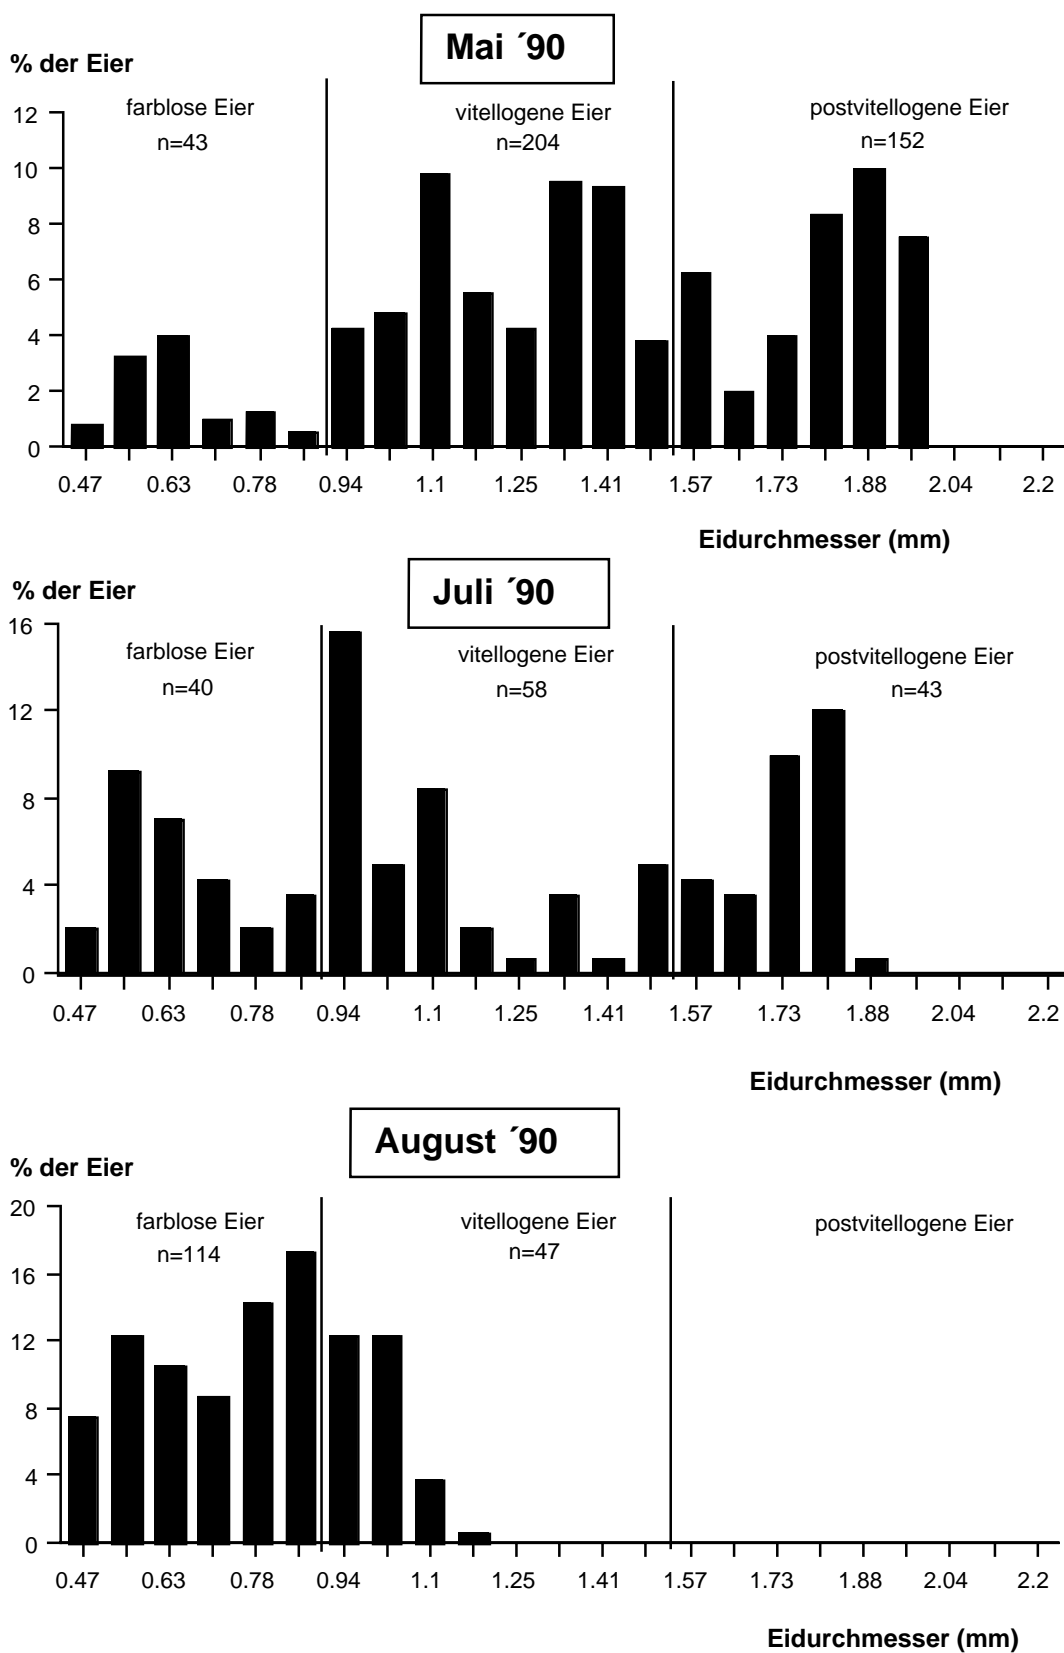 Mai ´90
% der Eier
farblose Eier
n=43
vitellogene Eier
n=204
postvitellogene Eier
n=152
12
10
8
6
4
2
0
0.47 0.63 0.78 0.94 1.1 1.25 1.41 1.57 1.73 1.88 2.04 2.2
Eidurchmesser (mm)
Juli ´90
% der Eier
farblose Eier
n=40
vitellogene Eier
n=58
postvitellogene Eier
n=43
16
12
8
4
0
0.47 0.63 0.78 0.94 1.1 1.25 1.41 1.57 1.73 1.88 2.04 2.2
Eidurchmesser (mm)
August ´90
% der Eier
farblose Eier
n=114
vitellogene Eier
n=47
postvitellogene Eier
20
16
12
8
4
0
0.47 0.63 0.78 0.94 1.1 1.25 1.41 1.57 1.73 1.88 2.04 2.2
Eidurchmesser (mm)